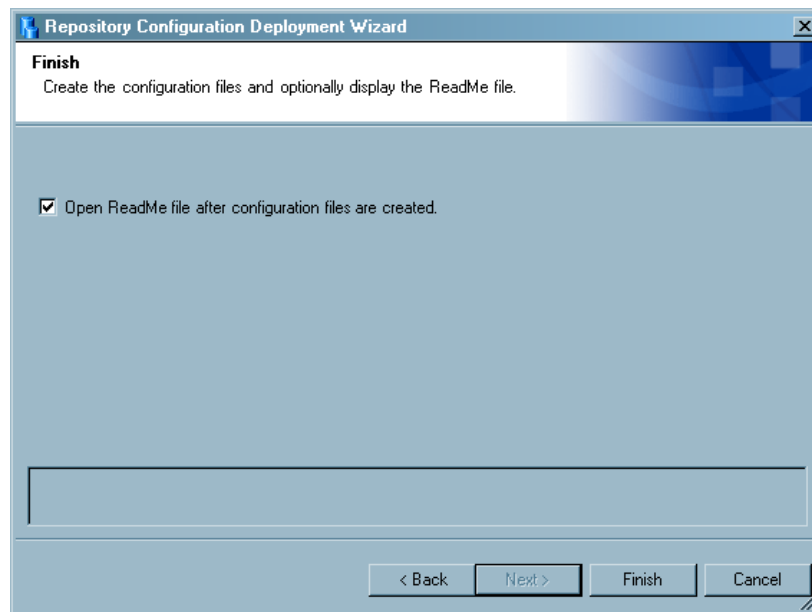 Repository Configuration Deployment Wizard
Finish
Create the configuration files and optionally display the ReadMe file.
Open ReadMe file after configuration files are created.
< Back
Next >
Finish
Cancel